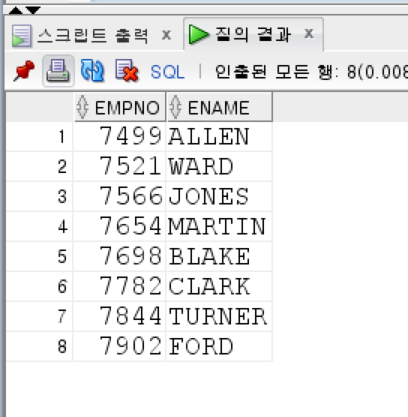 스크립트 출력 x 질의 결과 x
SQL | 인출된 모든 행: 8(0.008
EMPNO ENAME
1 7499 ALLEN
2 7521 WARD
3 7566 JONES
4 7654 MARTIN
5 7698 BLAKE
6 7782 CLARK
7 7844 TURNER
8 7902 FORD